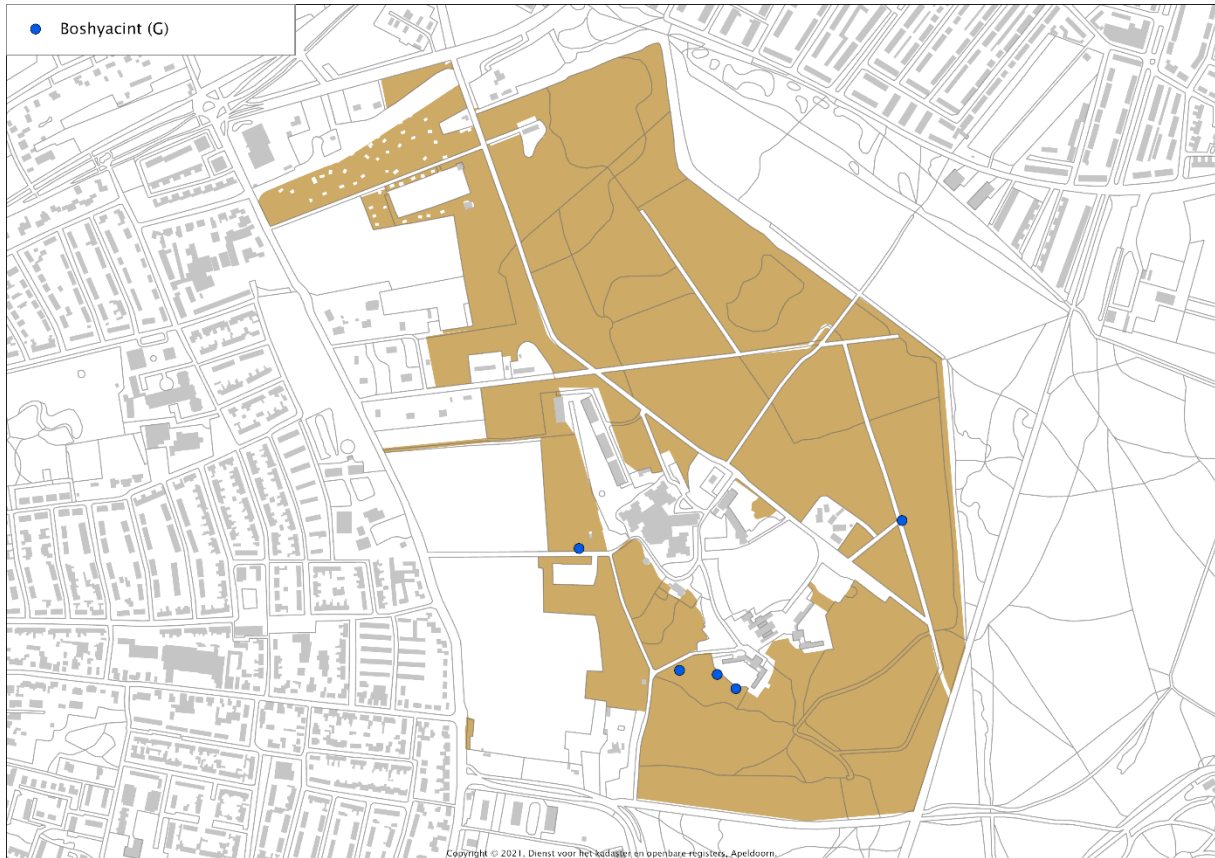 Boshyacint (G)
Copyright © 2021, Dienst voor het kadaster en openbare registers, Apeldoorn